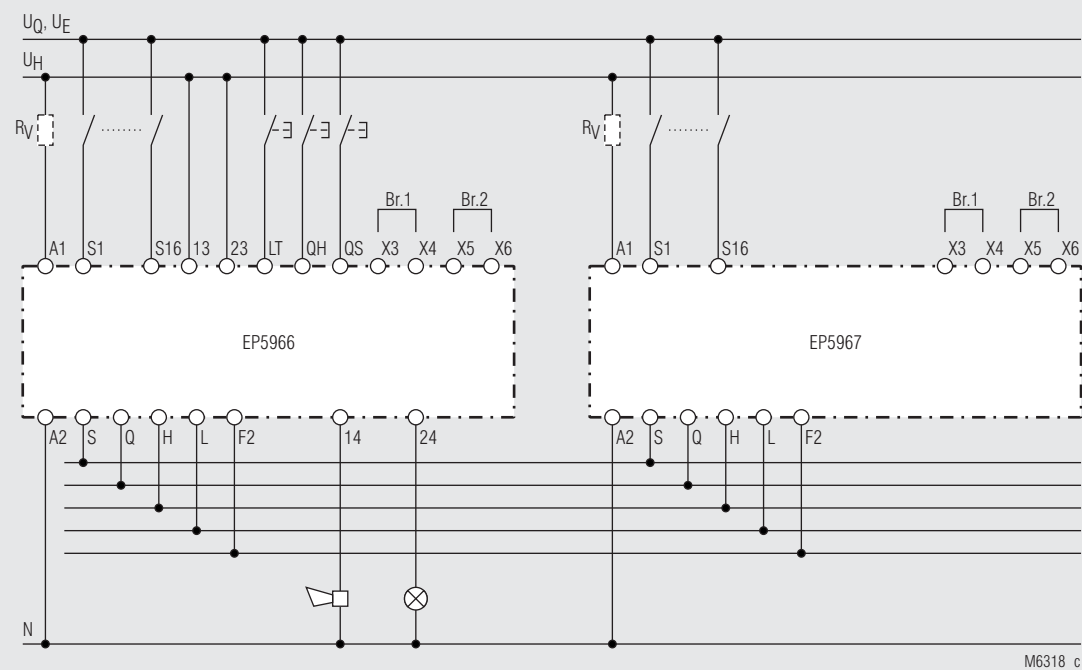 UQ, UE
UH
RV
RV
Br.1 Br.2 Br.1 Br.2
A1 S1 S16 13 23 LT QH QS X3 X4 X5 X6 A1 S1 S16 X3 X4 X5 X6
EP5966 EP5967
A2 S Q H L F2 14 24 A2 S Q H L F2
N
M6318_c